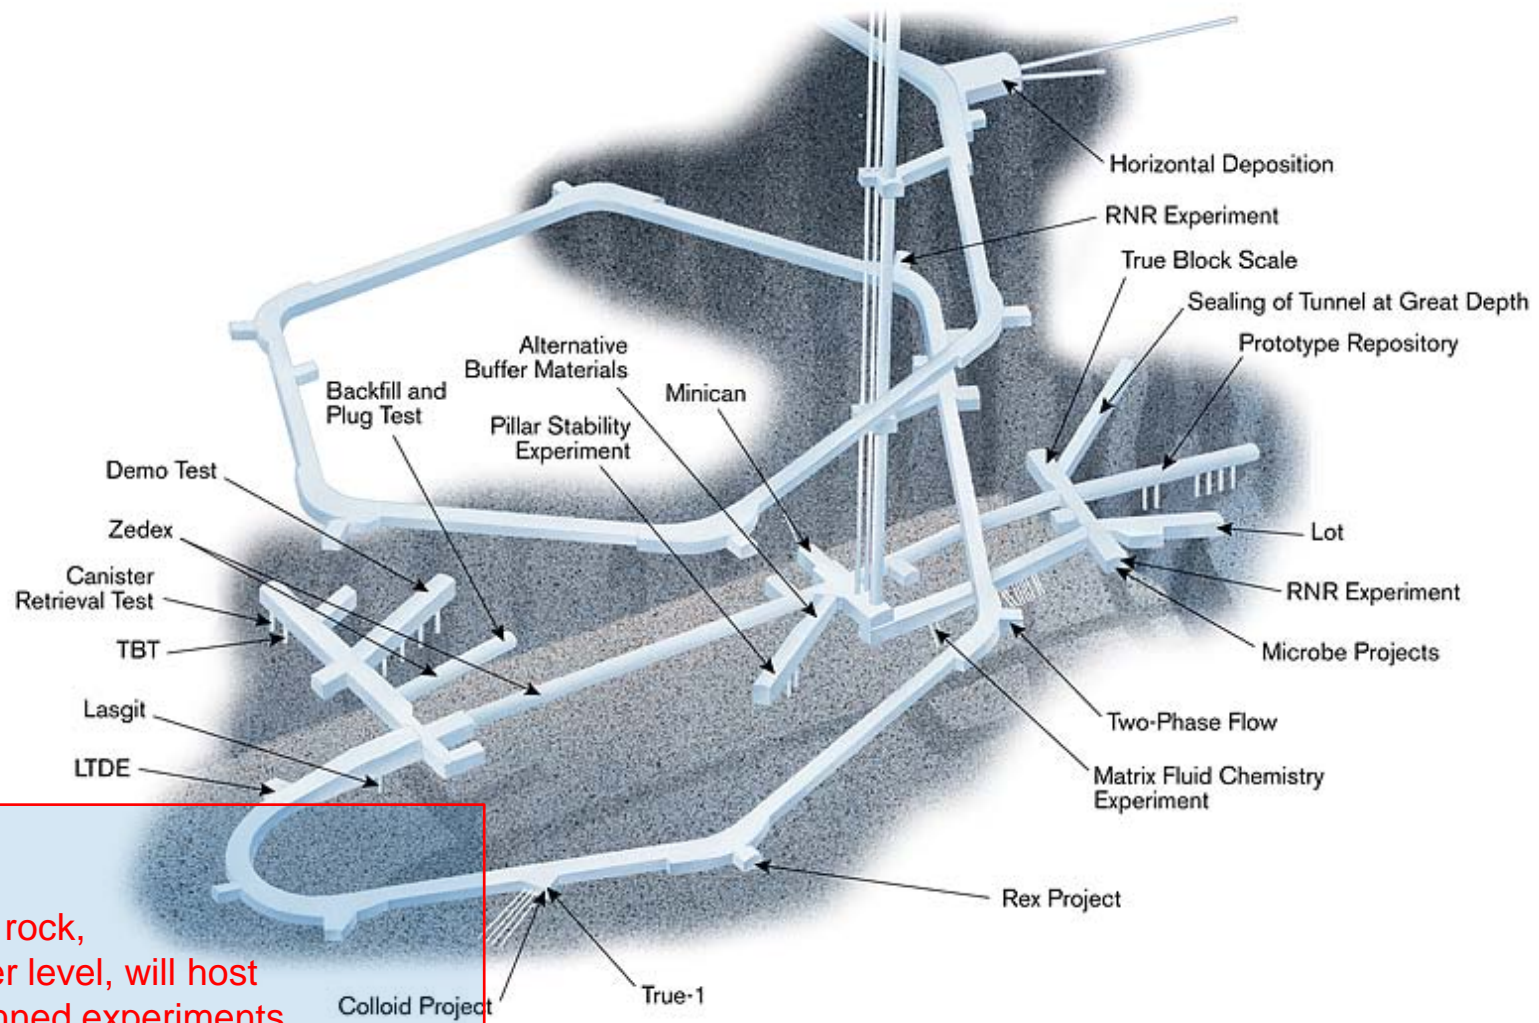 Horizontal Deposition
RNR Experiment
True Block Scale
Sealing of Tunnel at Great Depth
Prototype Repository
Alternative
Buffer Materials
Minican
Backfill and
Plug Test
Pillar Stability
Experiment
Demo Test
Zedex
Canister
Retrieval Test
TBT
Lasgit
LTDE
Lot
RNR Experiment
Microbe Projects
Two-Phase Flow
Matrix Fluid Chemistry
Experiment
Rex Project
True-1
Colloid Project
rock,
level, will host
experiments